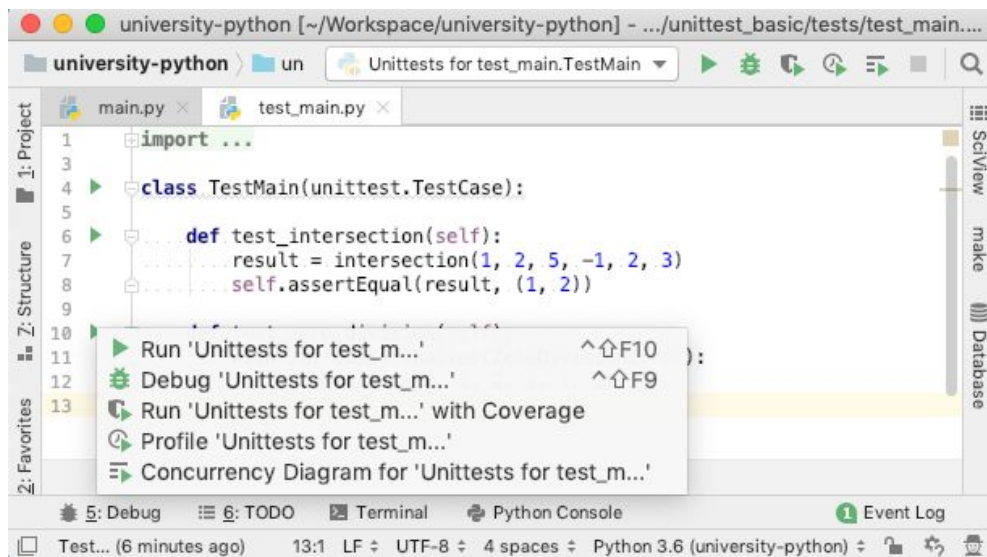 university-python [~/Workspace/university-python] - .../unittest_basic/tests/test_main....
university-python un Unittests for test_main.TestMain
main.py test_main.py
1: Project
Z: Structure
2: Favorites
1 import ...
3
4 class TestMain(unittest.TestCase):
5
6 def test_intersection(self):
7 result = intersection(1, 2, 5, -1, 2, 3)
8 self.assertEqual(result, (1, 2))
9
10
11 ):
12
13
Run 'Unittests for test_m...' ^⇧F10
Debug 'Unittests for test_m...' ^⇧F9
Run 'Unittests for test_m...' with Coverage
Profile 'Unittests for test_m...'
Concurrency Diagram for 'Unittests for test_m...'
SciView
make
Database
5: Debug 6: TODO Terminal Python Console 1 Event Log
Test... (6 minutes ago) 13:1 LF UTF-8 4 spaces Python 3.6 (university-python)